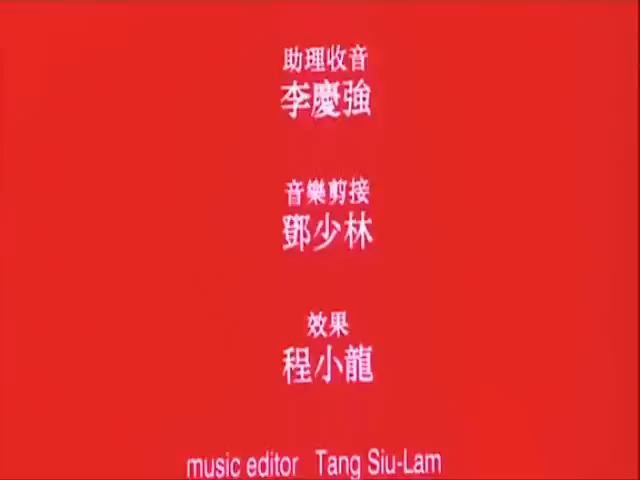 助理收音
李慶強
音樂剪接
鄧少林
效果
程小龍
music editor Tang Siu-Lam